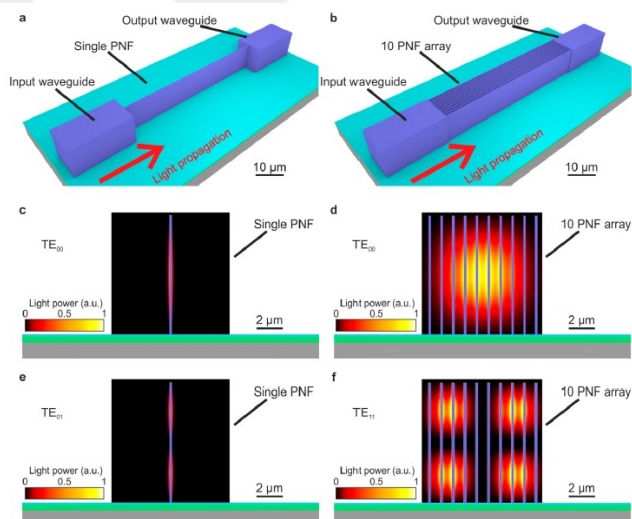 a
Output waveguide
Single PNF
Input waveguide
Light propagation
10 µm
b
Output waveguide
10 PNF array
Input waveguide
Light propagation
10 µm
c
TE00
Single PNF
Light power (a.u.)
0 0.5 1
2 µm
d
TE00
10 PNF array
Light power (a.u.)
0 0.5 1
2 µm
e
TE01
Single PNF
Light power (a.u.)
0 0.5 1
2 µm
f
TE11
10 PNF array
Light power (a.u.)
0 0.5 1
2 µm